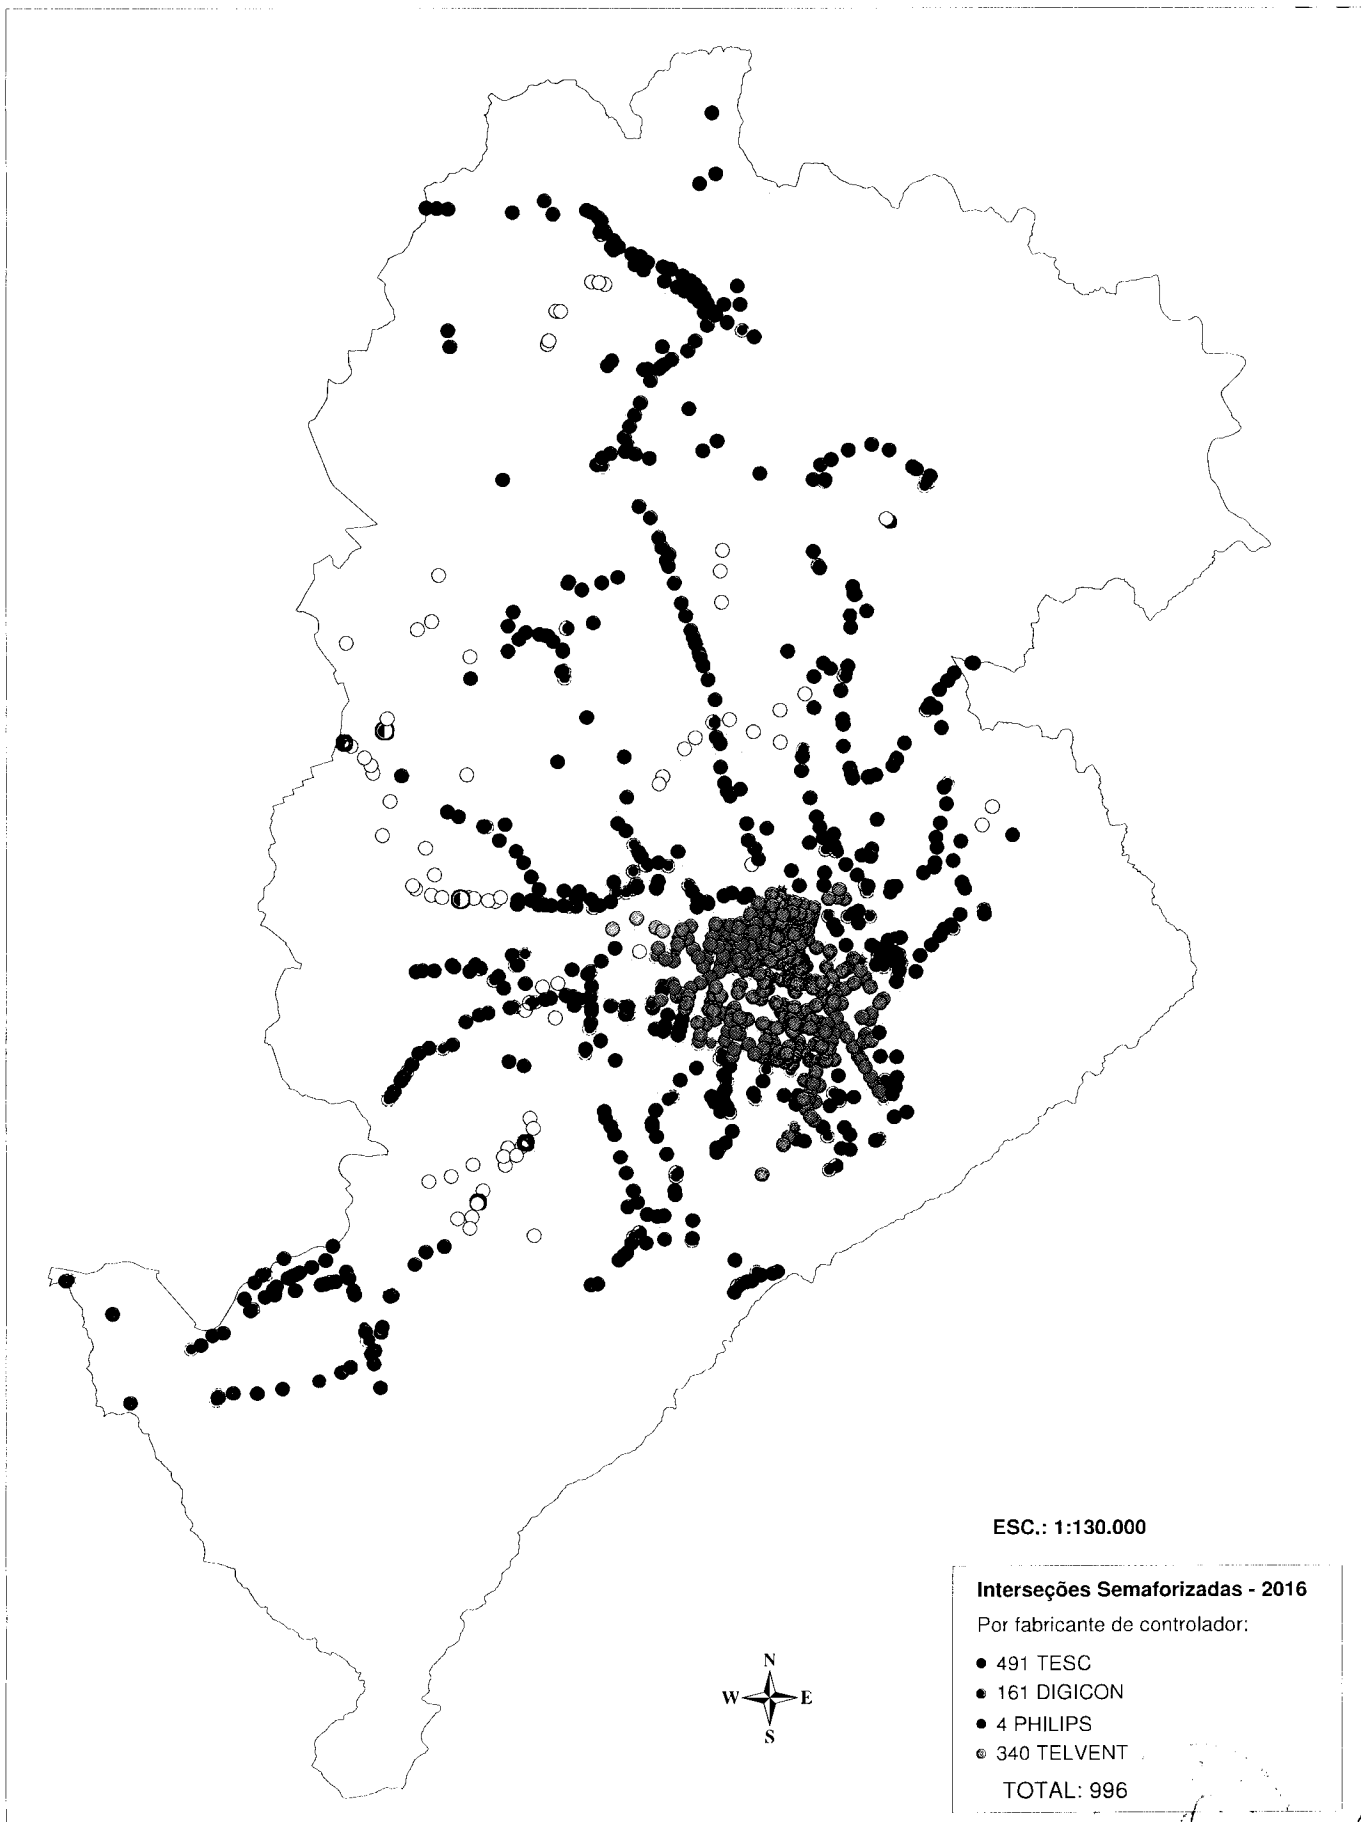 ESC.: 1:130.000
Interseções Semaforizadas - 2016
Por fabricante de controlador:
491 TESC
161 DIGICON
4 PHILIPS
340 TELVENT
TOTAL: 996
N
W E
S